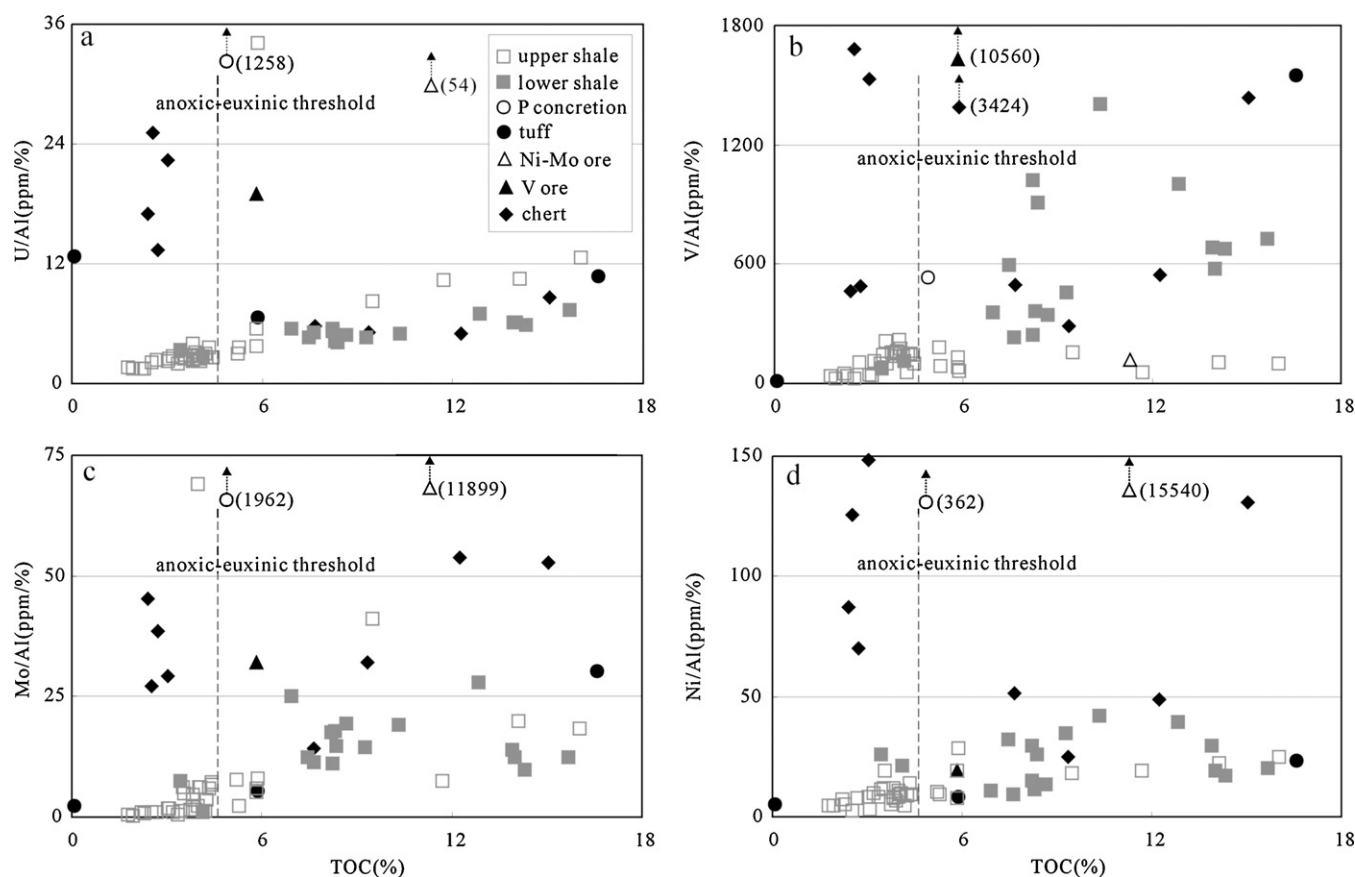 a
36
24
12
0
U/Al(ppm/%)
(1258)
(54)
anoxic-euxinic threshold
upper shale
lower shale
P concretion
tuff
Ni-Mo ore
V ore
chert
0 6 12 18
b
1800
1200
600
0
V/Al(ppm/%)
(10560)
(3424)
anoxic-euxinic threshold
0 6 12 18
c
75
50
25
0
Mo/Al(ppm/%)
(1962)
(11899)
anoxic-euxinic threshold
0 6 12 18
TOC(%)
d
150
100
50
0
Ni/Al(ppm/%)
(362)
(15540)
anoxic-euxinic threshold
0 6 12 18
TOC(%)